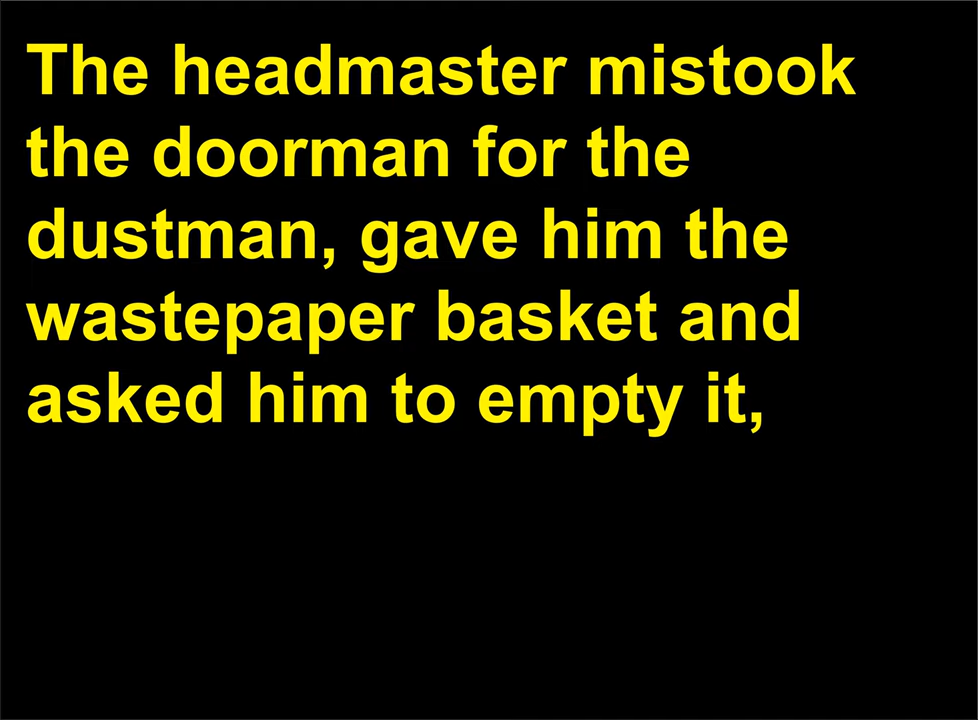 The headmaster mistook
the doorman for the
dustman, gave him the
wastepaper basket and
asked him to empty it,